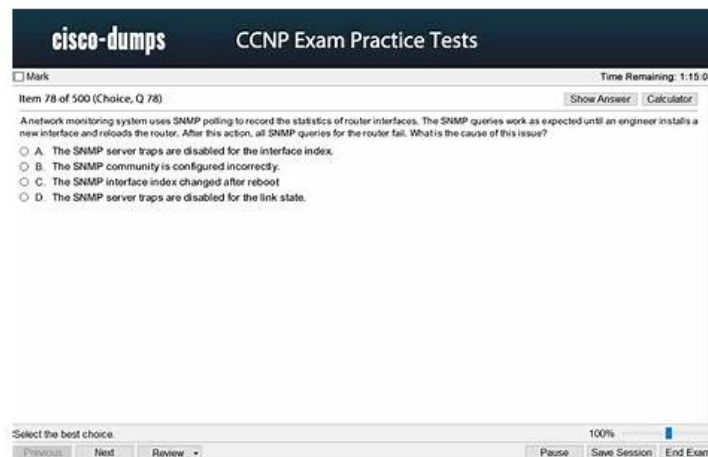 cisco-dumps CCNP Exam Practice Tests
Mark Time Remaining: 1:15:0
Item 78 of 500 (Choice, Q 78) Show Answer Calculator
A network monitoring system uses SNMP polling to record the statistics of router interfaces. The SNMP queries work as expected until an engineer installs a
new interface and reloads the router. After this action, all SNMP queries for the router fail. What is the cause of this issue?
A. The SNMP server traps are disabled for the interface index.
B. The SNMP community is configured incorrectly.
C. The SNMP interface index changed after reboot
D. The SNMP server traps are disabled for the link state.
Select the best choice. 100%
Previous Next Review Pause Save Session End Exam